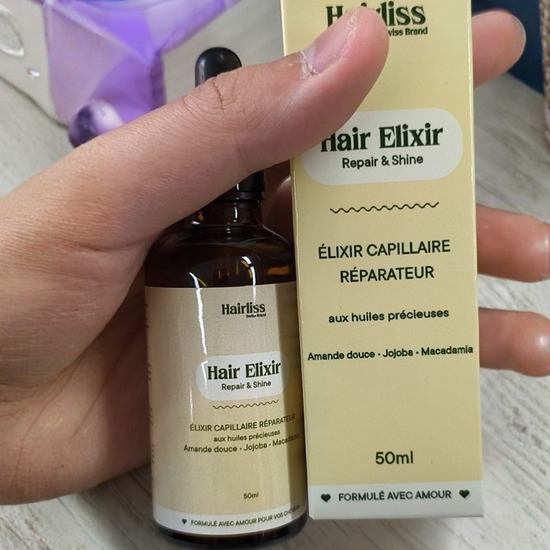 Hairliss
Swiss Brand
Hair Elixir
Repair & Shine
ÉLIXIR CAPILLAIRE
RÉPARATEUR
aux huiles précieuses
Amande douce • Jojoba • Macadamia
50ml
FORMULÉ AVEC AMOUR
Hairliss
Swiss Brand
Hair Elixir
Repair & Shine
ÉLIXIR CAPILLAIRE RÉPARATEUR
aux huiles précieuses
Amande douce • Jojoba • Macadamia
50ml
FORMULÉ AVEC AMOUR POUR VOS CHEVEUX